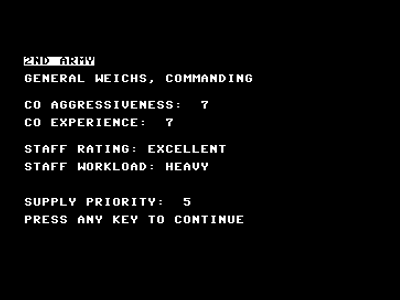 2ND ARMY
GENERAL WEICHS, COMMANDING
CO AGGRESSIVENESS: 7
CO EXPERIENCE: 7
STAFF RATING: EXCELLENT
STAFF WORKLOAD: HEAVY
SUPPLY PRIORITY: 5
PRESS ANY KEY TO CONTINUE